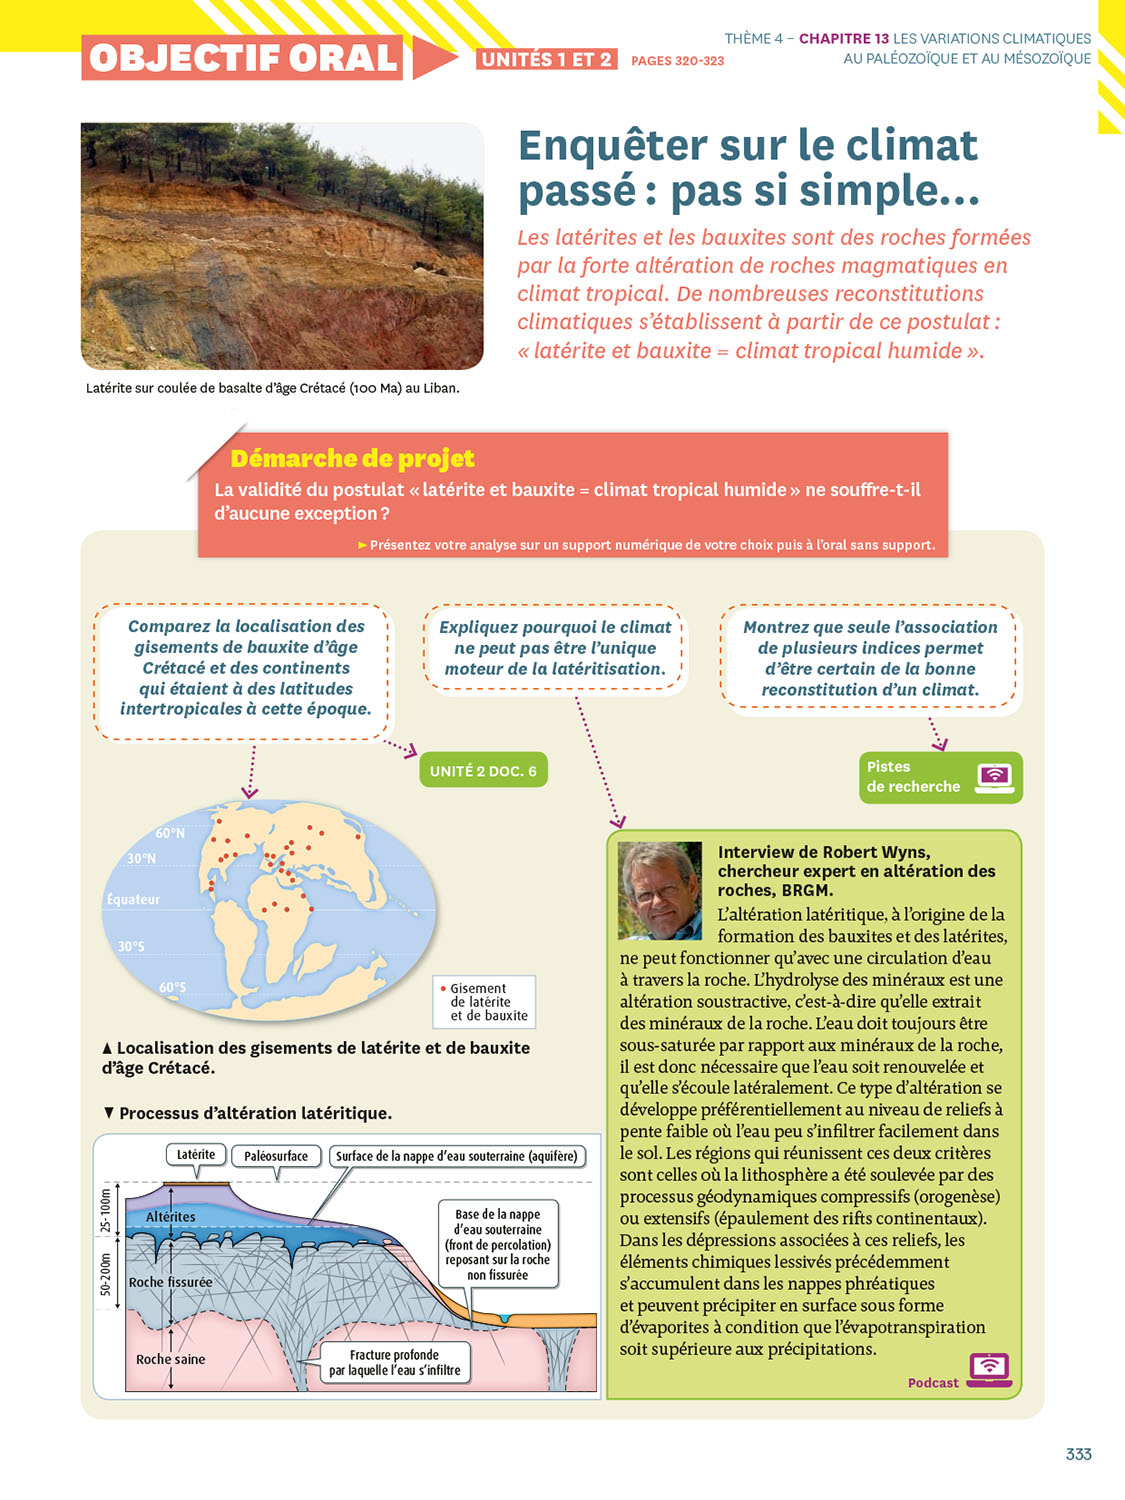 OBJECTIF ORAL
UNITÉS 1 ET 2
PAGES 320-323
THÈME 4 – CHAPITRE 13 LES VARIATIONS CLIMATIQUES
AU PALÉOZOÏQUE ET AU MÉSOZOÏQUE
Latérite sur coulée de basalte d’âge Crétacé (100 Ma) au Liban.
Enquêter sur le climat
passé : pas si simple…
Les latérites et les bauxites sont des roches formées
par la forte altération de roches magmatiques en
climat tropical. De nombreuses reconstitutions
climatiques s’établissent à partir de ce postulat :
« latérite et bauxite = climat tropical humide ».
Démarche de projet
La validité du postulat « latérite et bauxite = climat tropical humide » ne souffre-t-il
d’aucune exception ?
► Présentez votre analyse sur un support numérique de votre choix puis à l’oral sans support.
Comparez la localisation des
gisements de bauxite d’âge
Crétacé et des continents
qui étaient à des latitudes
intertropicales à cette époque.
UNITÉ 2 DOC. 6
Expliquez pourquoi le climat
ne peut pas être l’unique
moteur de la latéritisation.
Montrez que seule l’association
de plusieurs indices permet
d’être certain de la bonne
reconstitution d’un climat.
Pistes
de recherche
60°N
30°N
Équateur
30°S
60°S
Gisement
de latérite
et de bauxite
▲ Localisation des gisements de latérite et de bauxite
d’âge Crétacé.
▼ Processus d’altération latéritique.
Latérite
Paléosurface
Surface de la nappe d’eau souterraine (aquifère)
25-100m
Altérites
50-200m
Roche fissurée
Roche saine
Base de la nappe
d’eau souterraine
(front de percolation)
reposant sur la roche
non fissurée
Fracture profonde
par laquelle l’eau s’infiltre
Interview de Robert Wyns,
chercheur expert en altération des
roches, BRGM.
L’altération latéritique, à l’origine de la
formation des bauxites et des latérites,
ne peut fonctionner qu’avec une circulation d’eau
à travers la roche. L’hydrolyse des minéraux est une
altération soustractive, c’est-à-dire qu’elle extrait
des minéraux de la roche. L’eau doit toujours être
sous-saturée par rapport aux minéraux de la roche,
il est donc nécessaire que l’eau soit renouvelée et
qu’elle s’écoule latéralement. Ce type d’altération se
développe préférentiellement au niveau de reliefs à
pente faible où l’eau peu s’infiltrer facilement dans
le sol. Les régions qui réunissent ces deux critères
sont celles où la lithosphère a été soulevée par des
processus géodynamiques compressifs (orogenèse)
ou extensifs (épaulement des rifts continentaux).
Dans les dépressions associées à ces reliefs, les
éléments chimiques lessivés précédemment
s’accumulent dans les nappes phréatiques
et peuvent précipiter en surface sous forme
d’évaporites à condition que l’évapotranspiration
soit supérieure aux précipitations.
Podcast
333